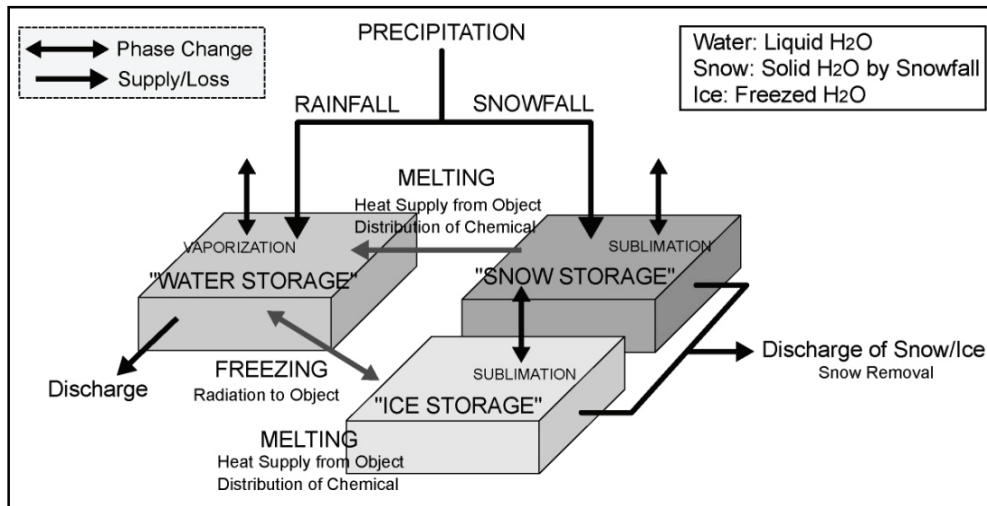 Phase Change
Supply/Loss
PRECIPITATION
Water: Liquid H2O
Snow: Solid H2O by Snowfall
Ice: Freezed H2O
RAINFALL
SNOWFALL
MELTING
Heat Supply from Object
Distribution of Chemical
VAPORIZATION
"WATER STORAGE"
SUBLIMATION
"SNOW STORAGE"
Discharge
FREEZING
Radiation to Object
SUBLIMATION
"ICE STORAGE"
Discharge of Snow/Ice
Snow Removal
MELTING
Heat Supply from Object
Distribution of Chemical